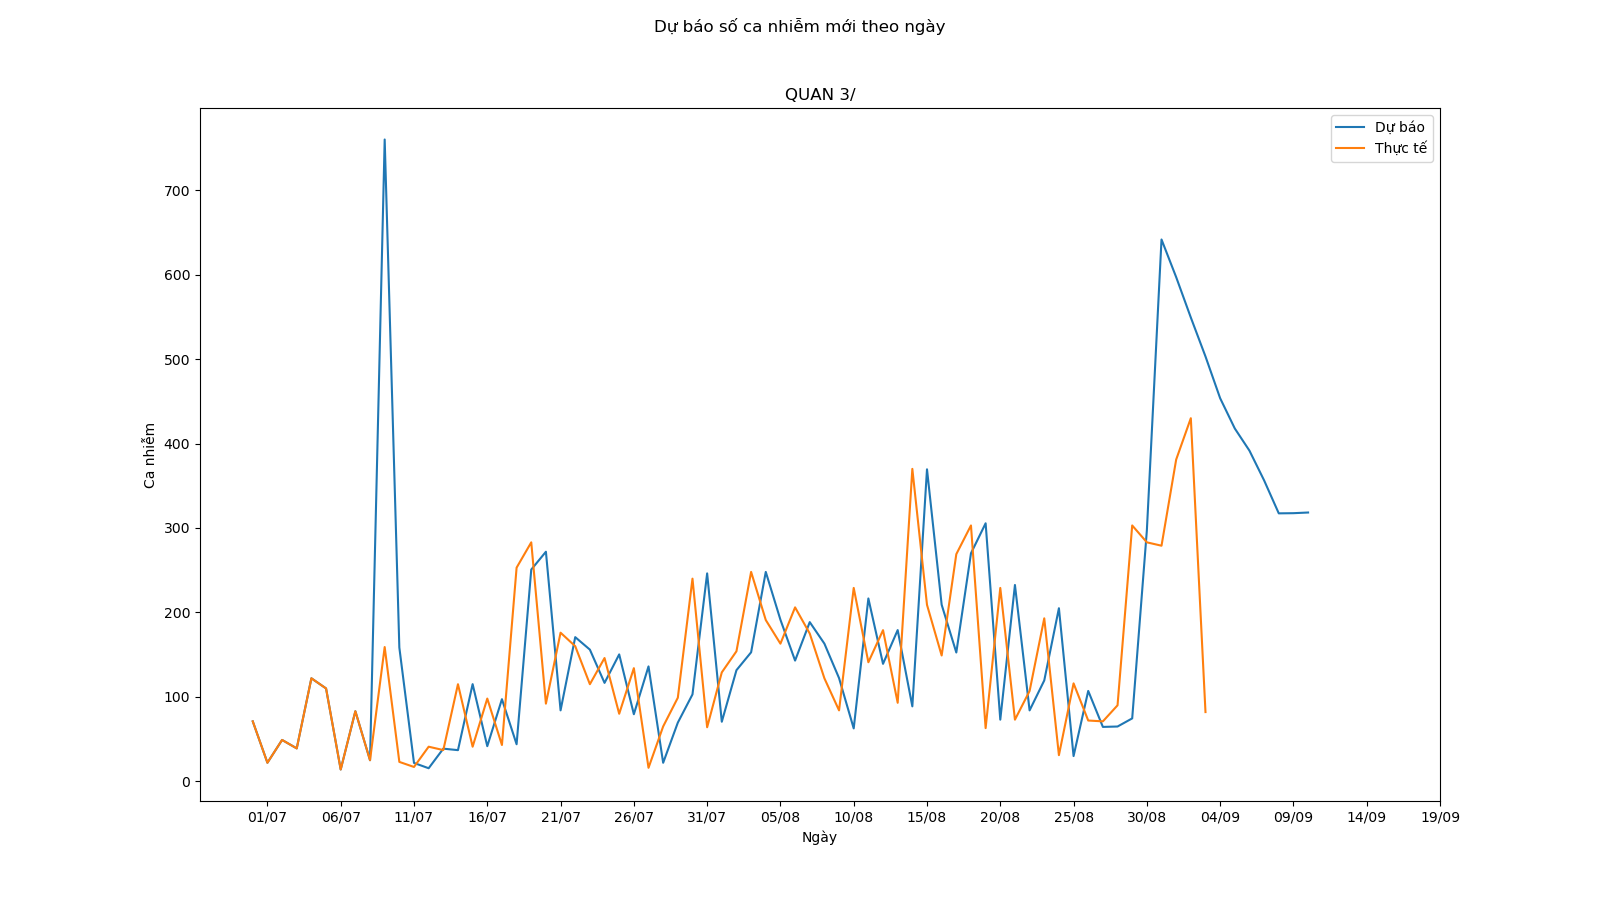 Dự báo số ca nhiễm mới theo ngày
QUAN 3/
Dự báo
Thực tế
700
600
500
400
300
200
100
0
Ca nhiễm
01/07 06/07 11/07 16/07 21/07 26/07 31/07 05/08 10/08 15/08 20/08 25/08 30/08 04/09 09/09 14/09 19/09
Ngày